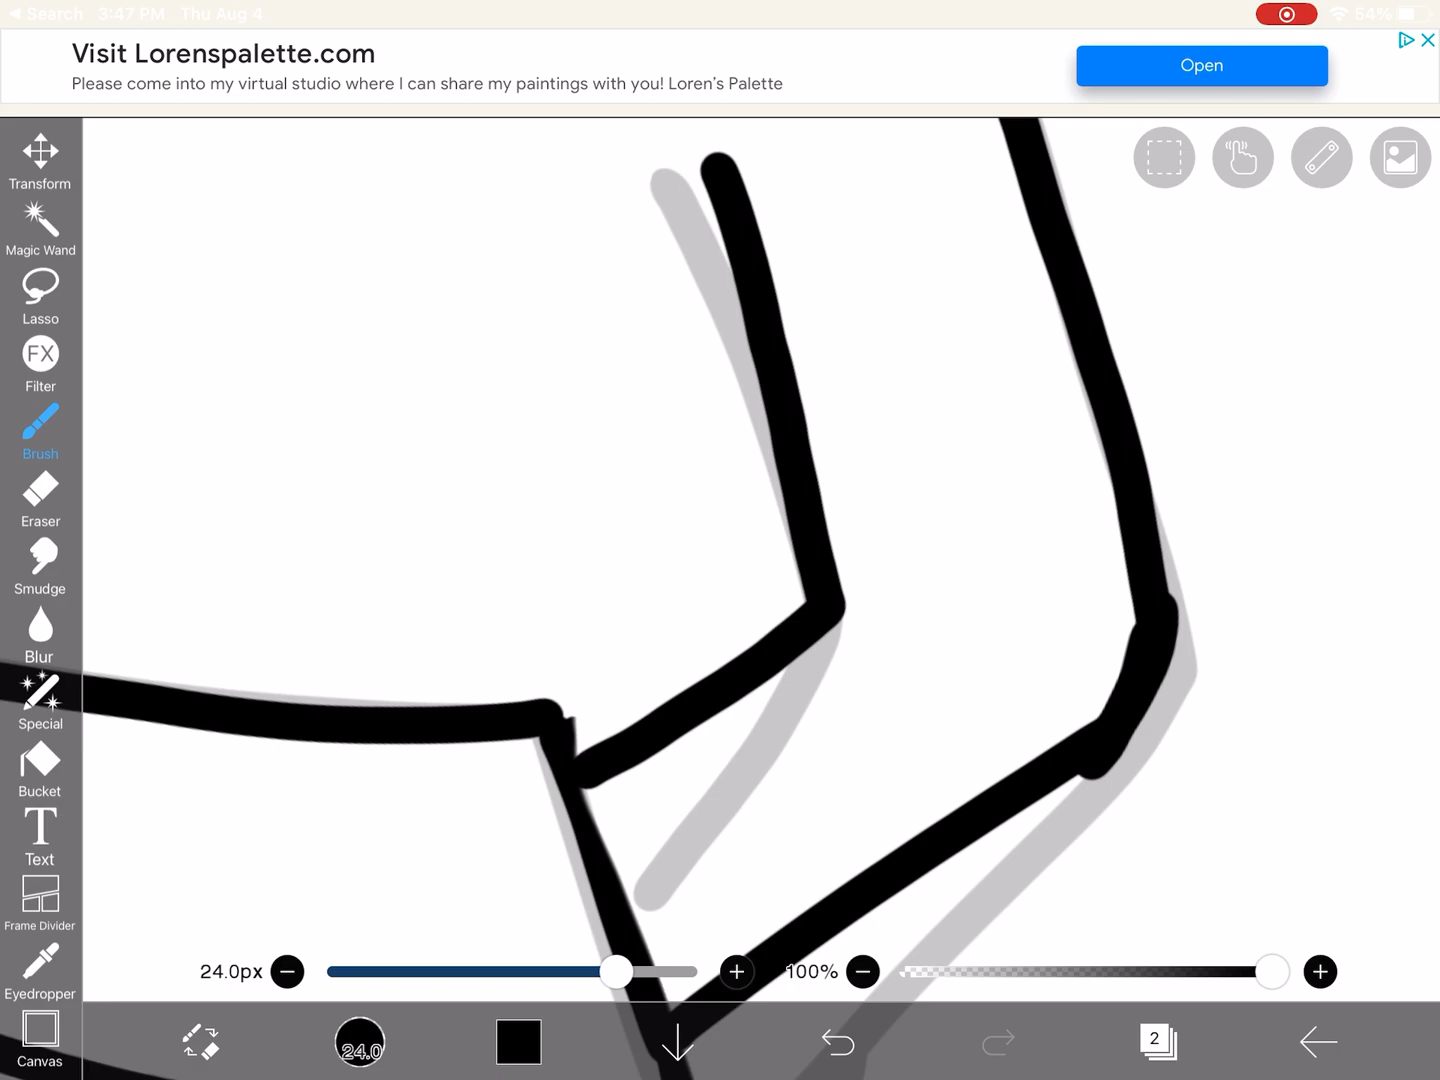 Search 3:47 PM Thu Aug 4 54%
Visit Lorenspalette.com
Please come into my virtual studio where I can share my paintings with you! Loren's Palette
Open
Transform
Magic Wand
Lasso
FX
Filter
Brush
Eraser
Smudge
Blur
Special
Bucket
T
Text
Frame Divider
Eyedropper
Canvas
24.0px
100%
24.0
2